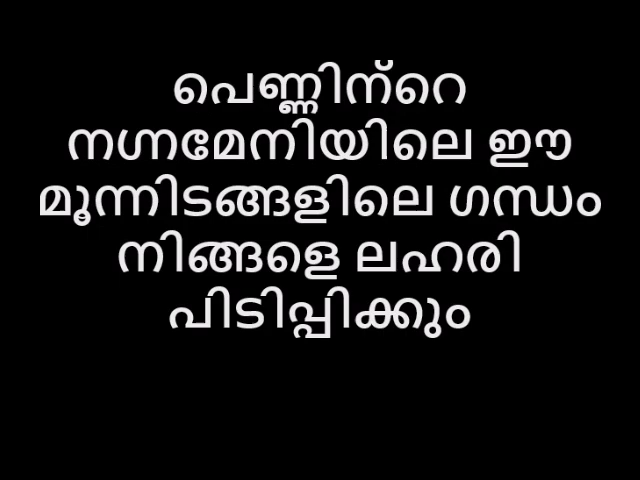 പെണ്ണിന്റെ
നഗ്നമേനിയിലെ ഈ
മൂന്നിടങ്ങളിലെ ഗന്ധം
നിങ്ങളെ ലഹരി
പിടിപ്പിക്കും